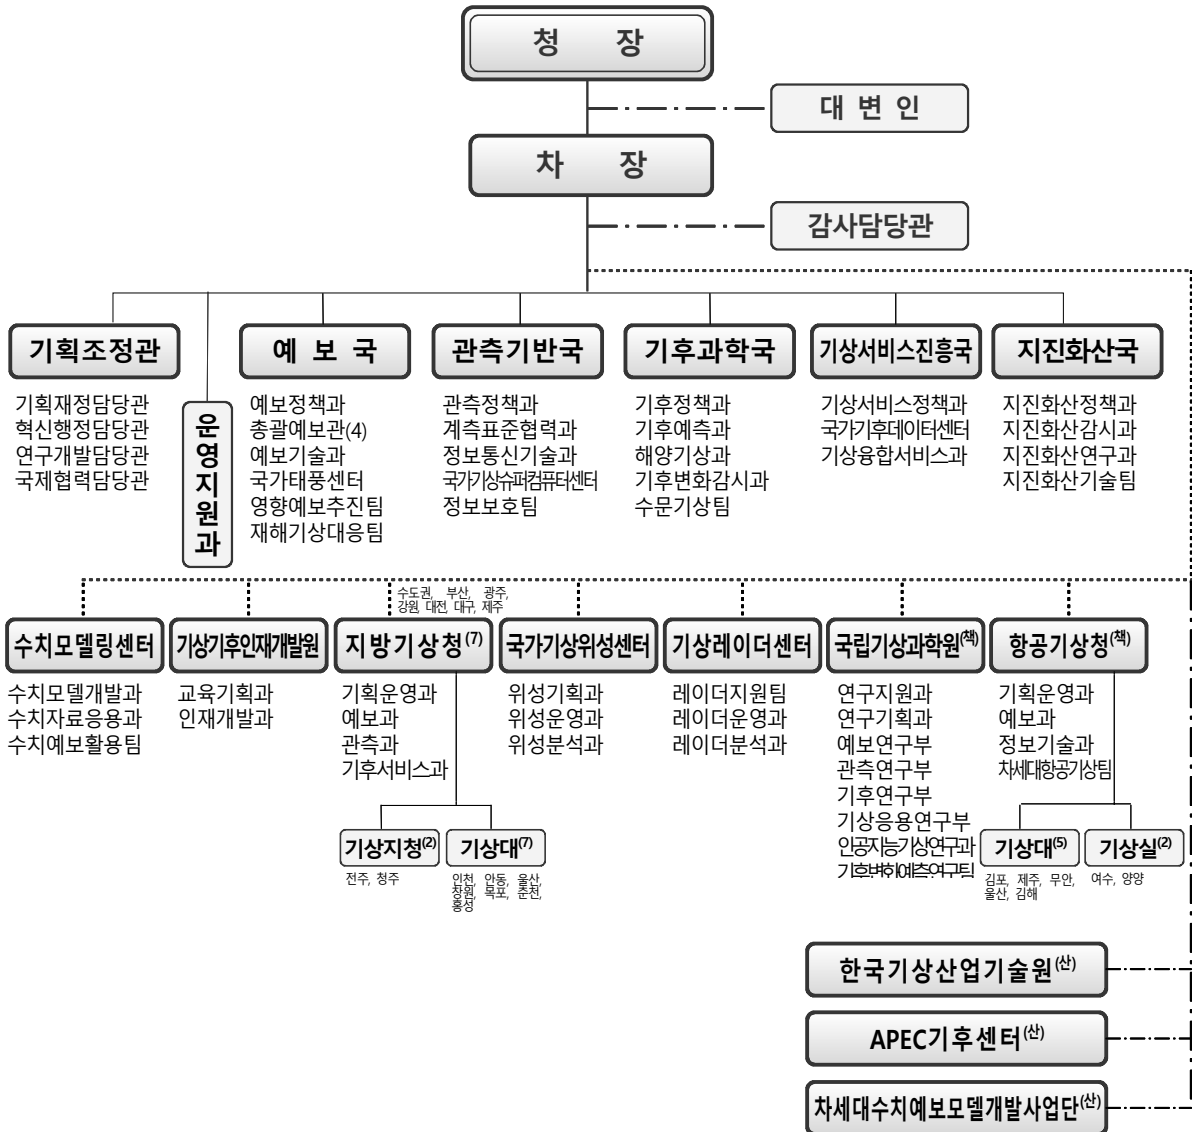 청 장
대 변 인
차 장
감사담당관
기획조정관
기획재정담당관
혁신행정담당관
연구개발담당관
국제협력담당관
운영지원과
예 보 국
예보정책과
총괄예보관(4)
예보기술과
국가태풍센터
영향예보추진팀
재해기상대응팀
관측기반국
관측정책과
계측표준협력과
정보통신기술과
국가기상슈퍼컴퓨터센터
정보보호팀
기후과학국
기후정책과
기후예측과
해양기상과
기후변화감시과
수문기상팀
기상서비스진흥국
기상서비스정책과
국가기후데이터센터
기상융합서비스과
지진화산국
지진화산정책과
지진화산감시과
지진화산연구과
지진화산기술팀
수치모델링센터
수치모델개발과
수치자료응용과
수치예보활용팀
기상기후인재개발원
교육기획과
인재개발과
수도권, 부산, 광주,
강원, 대전, 대구, 제주
지방기상청(7)
기획운영과
예보과
관측과
기후서비스과
기상지청(2)
전주, 청주
기상대(7)
인천, 안동, 울산,
창원, 목포, 춘천,
홍성
국가기상위성센터
위성기획과
위성운영과
위성분석과
기상레이더센터
레이더지원팀
레이더운영과
레이더분석과
국립기상과학원(책)
연구지원과
연구기획과
예보연구부
관측연구부
기후연구부
기상응용연구부
인공지능기상연구과
기후변화예측연구팀
항공기상청(책)
기획운영과
예보과
정보기술과
차세대항공기상팀
기상대(5)
김포, 제주, 무안,
울산, 김해
기상실(2)
여수, 양양
한국기상산업기술원(산)
APEC기후센터(산)
차세대수치예보모델개발사업단(산)